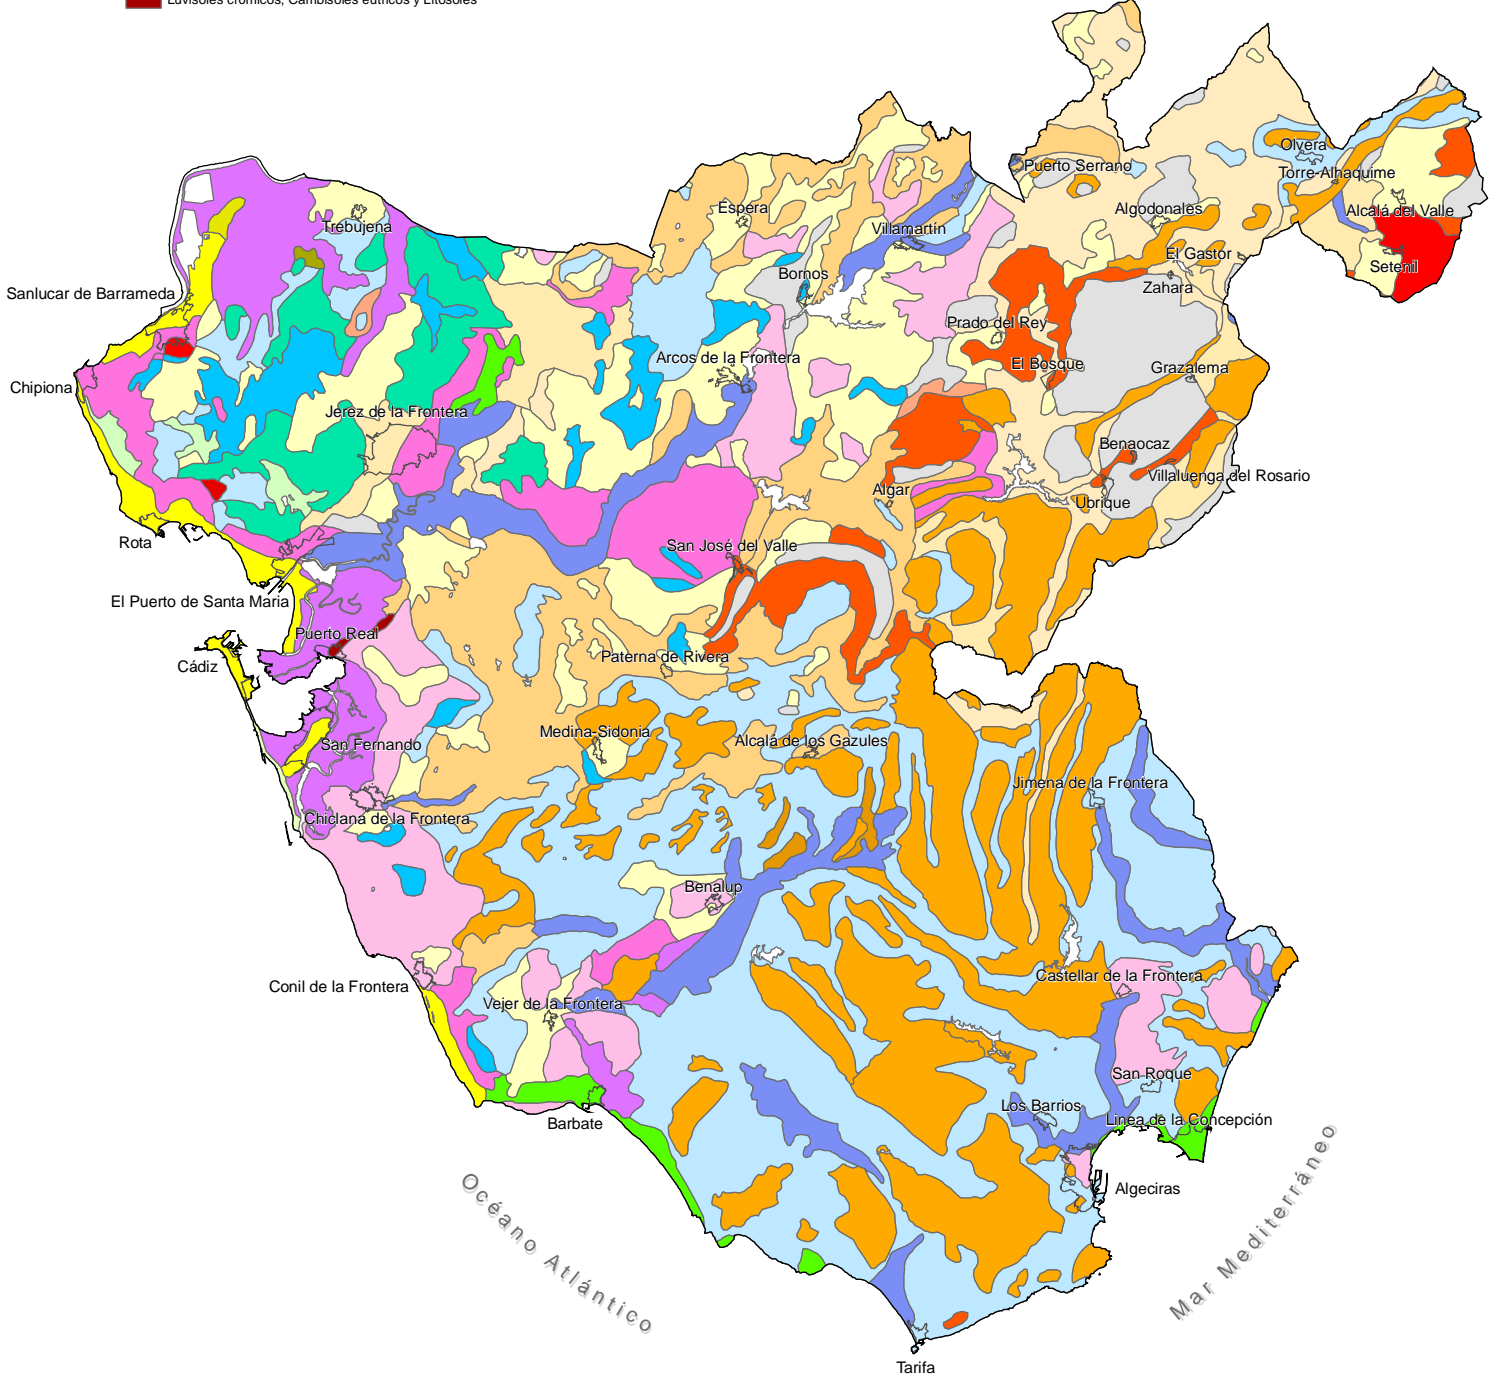 Luvisoles crómicos, Cambisoles éutricos y Litosoles
Puerto Serrano
Olvera
Torre-Alhaquime
Algodonales
Alcalá del Valle
Espera
Trebujena
Villamartín
El Gastor
Setenil
Bornos
Zahara
Sanlucar de Barrameda
Prado del Rey
Arcos de la Frontera
El Bosque
Grazalema
Chipiona
Jerez de la Frontera
Benaocaz
Villaluenga del Rosario
Algar
Ubrique
Rota
San José del Valle
El Puerto de Santa Maria
Puerto Real
Cádiz
Paterna de Rivera
Medina-Sidonia
San Fernando
Alcalá de los Gazules
Jimena de la Frontera
Chiclana de la Frontera
Benalup
Castellar de la Frontera
Conil de la Frontera
Vejer de la Frontera
San Roque
Los Barrios
Linea de la Concepción
Barbate
Algeciras
Océano Atlántico
Mar Mediterráneo
Tarifa